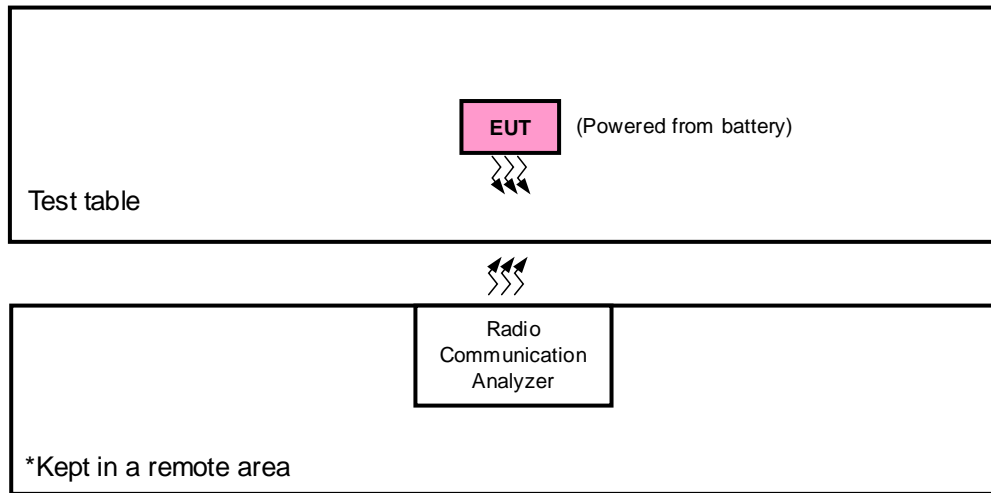 EUT
(Powered from battery)
Test table
Radio
Communication
Analyzer
*Kept in a remote area